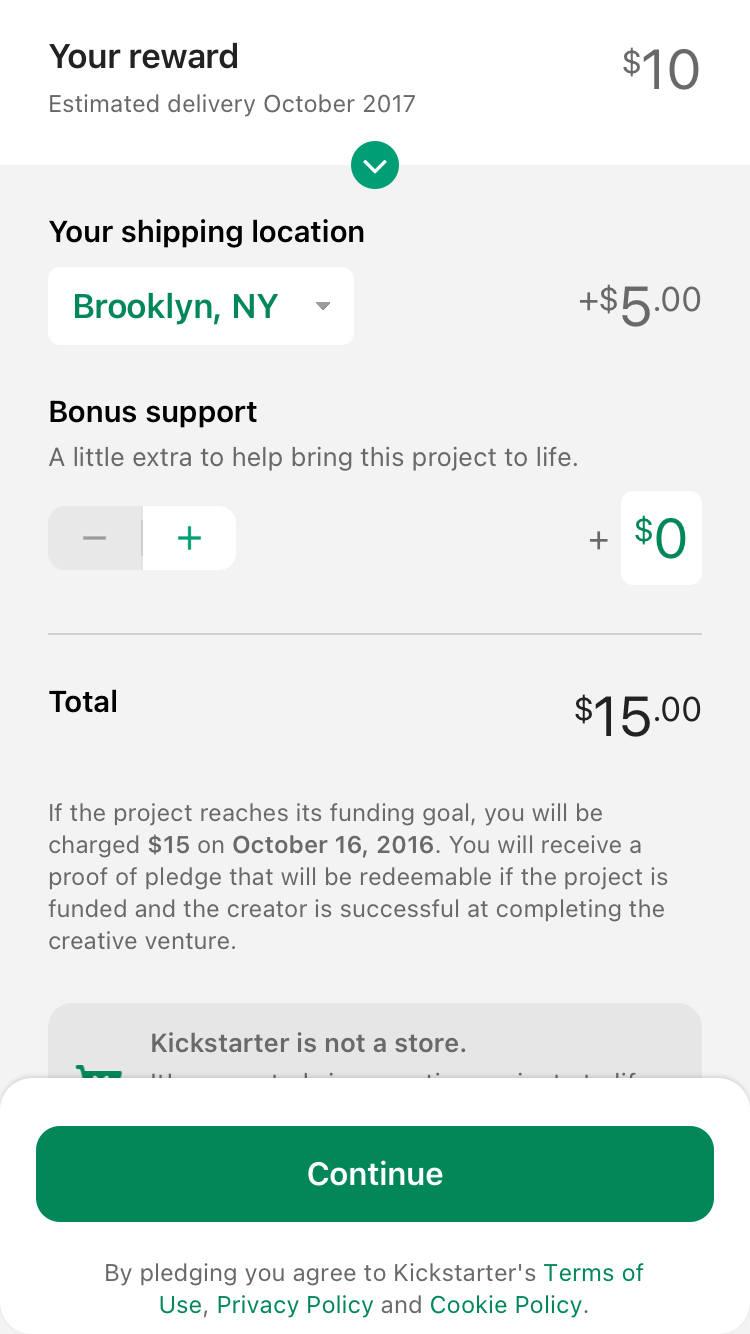 Your reward
$10
Estimated delivery October 2017
Your shipping location
Brooklyn, NY
+$5.00
Bonus support
A little extra to help bring this project to life.
− +
+ $0
Total
$15.00
If the project reaches its funding goal, you will be
charged $15 on October 16, 2016. You will receive a
proof of pledge that will be redeemable if the project is
funded and the creator is successful at completing the
creative venture.
Kickstarter is not a store.
Continue
By pledging you agree to Kickstarter's Terms of
Use, Privacy Policy and Cookie Policy.